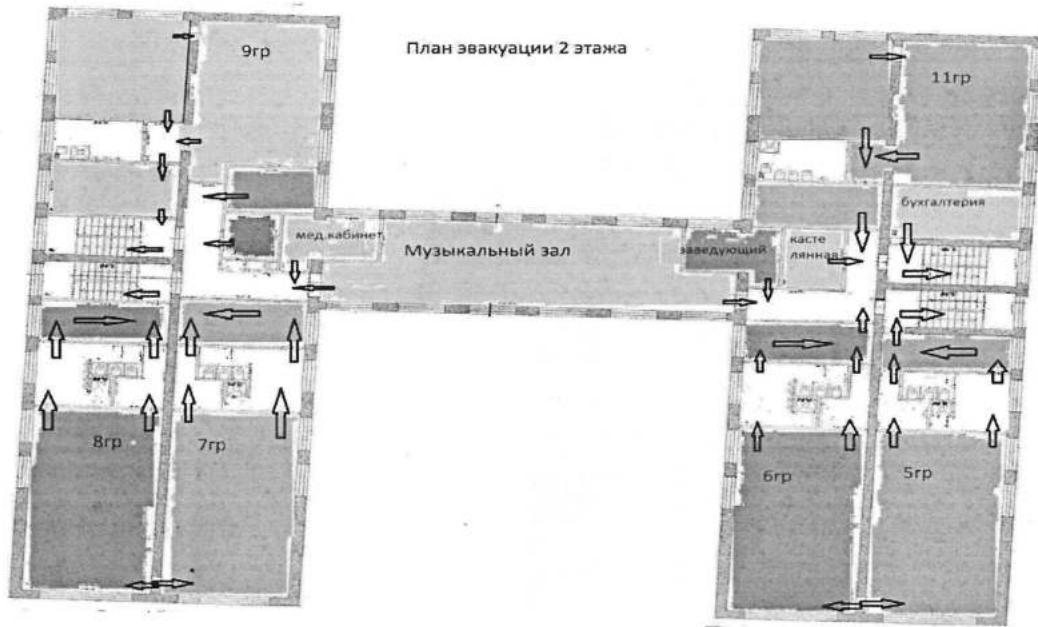 План эвакуации 2 этажа
9гр
11гр
бухгалтерия
мед.кабинет
Музыкальный зал
заведующий
касте
лянная
8гр
7гр
6гр
5гр